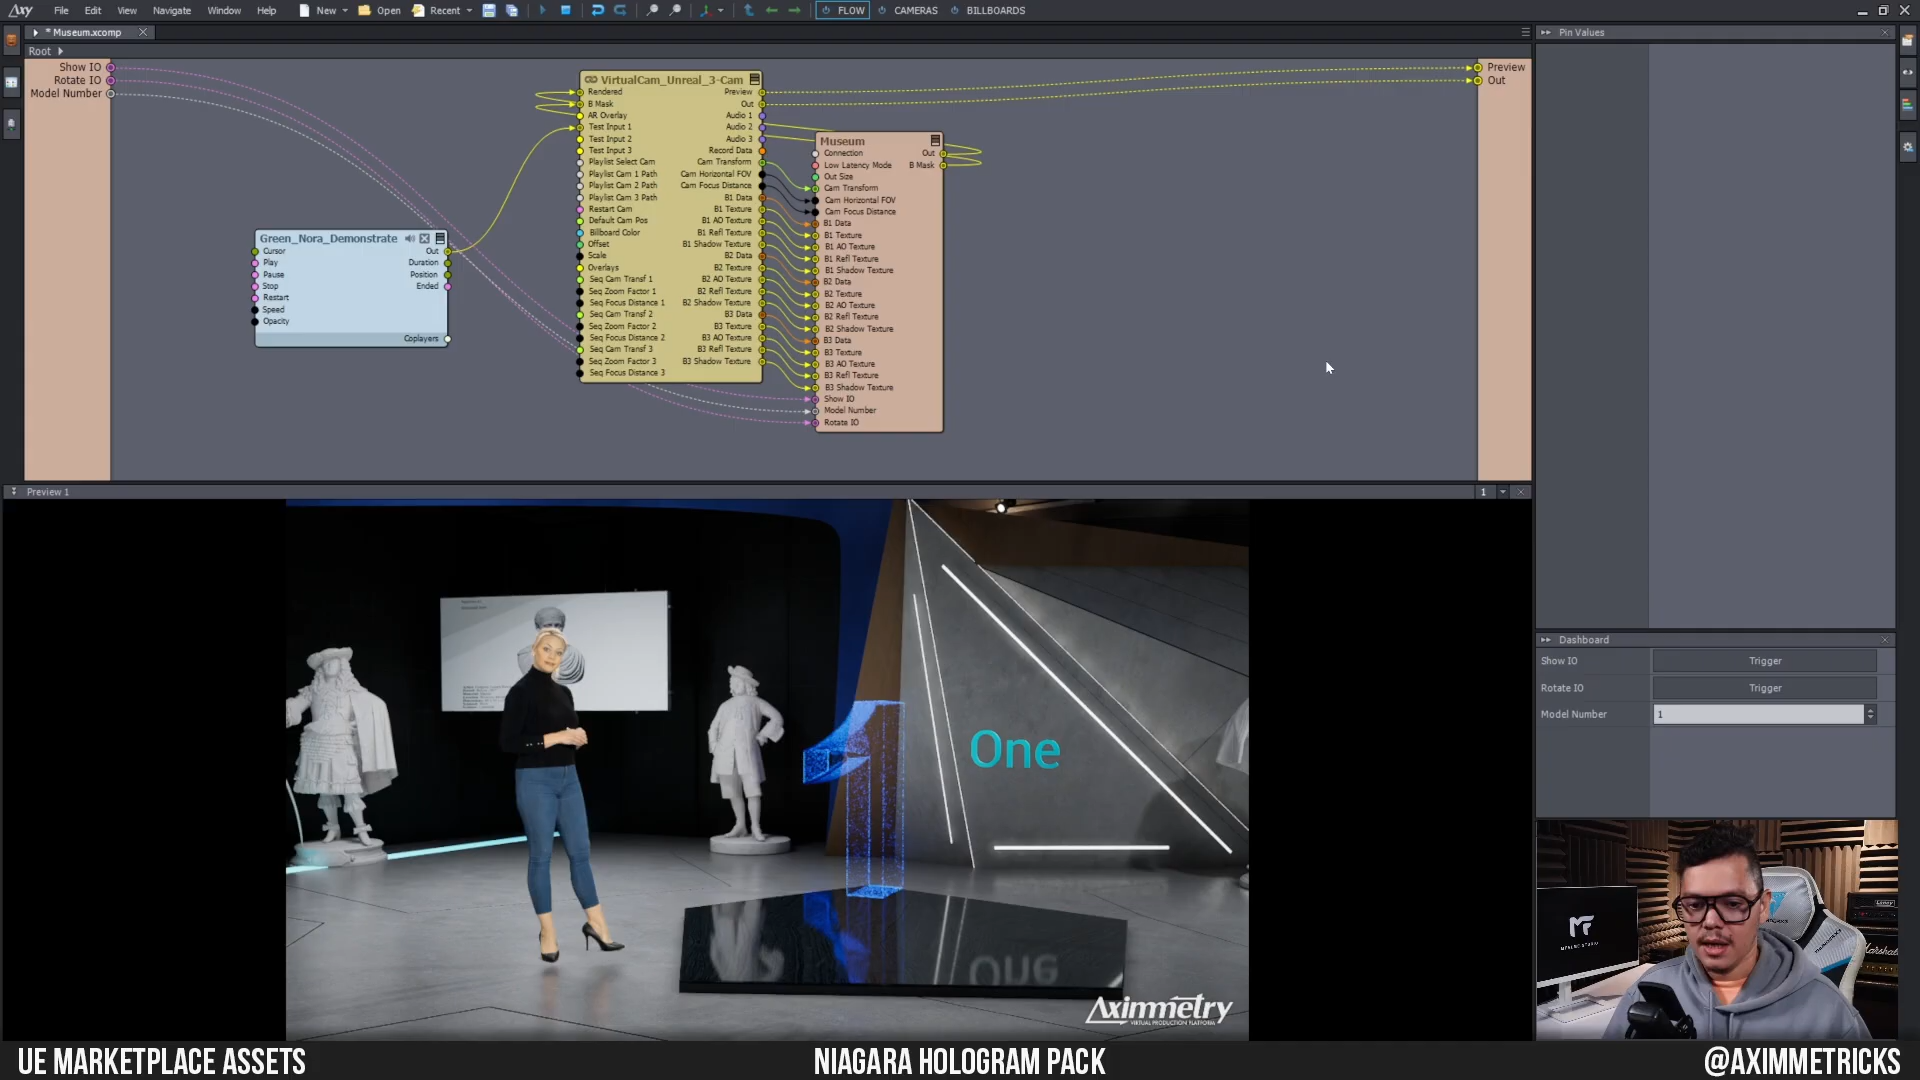 Axy File Edit View Navigate Window Help New Open Recent FLOW CAMERAS BILLBOARDS
* Museum.xcomp
Pin Values
Root
Show IO
Rotate IO
Model Number
Preview
Out
VirtualCam_Unreal_3-Cam
Rendered Preview
B Mask Out
AR Overlay Audio 1
Test Input 1 Audio 2
Test Input 2 Audio 3
Test Input 3 Record Data
Playlist Select Cam Cam Transform
Playlist Cam 1 Path Cam Horizontal FOV
Playlist Cam 2 Path Cam Focus Distance
Playlist Cam 3 Path B1 Data
Restart Cam B1 Texture
Default Cam Pos B1 AO Texture
Billboard Color B1 Refl Texture
Offset B1 Shadow Texture
Scale B2 Data
Overlays B2 Texture
Seq Cam Transf 1 B2 AO Texture
Seq Zoom Factor 1 B2 Refl Texture
Seq Focus Distance 1 B2 Shadow Texture
Seq Cam Transf 2 B3 Data
Seq Zoom Factor 2 B3 Texture
Seq Focus Distance 2 B3 AO Texture
Seq Cam Transf 3 B3 Refl Texture
Seq Zoom Factor 3 B3 Shadow Texture
Seq Focus Distance 3
Museum
Connection Out
Low Latency Mode B Mask
Out Size
Cam Transform
Cam Horizontal FOV
Cam Focus Distance
B1 Data
B1 Texture
B1 AO Texture
B1 Refl Texture
B1 Shadow Texture
B2 Data
B2 Texture
B2 AO Texture
B2 Refl Texture
B2 Shadow Texture
B3 Data
B3 Texture
B3 AO Texture
B3 Refl Texture
B3 Shadow Texture
Show IO
Model Number
Rotate IO
Green_Nora_Demonstrate
Cursor Out
Play Duration
Pause Position
Stop Ended
Restart
Speed
Opacity
Coplayers
Preview 1
1
Dashboard
Show IO Trigger
Rotate IO Trigger
Model Number 1
One
One
Aximmetry
VIRTUAL PRODUCTION PLATFORM
MF
Laney
Marshall
UE MARKETPLACE ASSETS
NIAGARA HOLOGRAM PACK
@AXIMMETRICKS